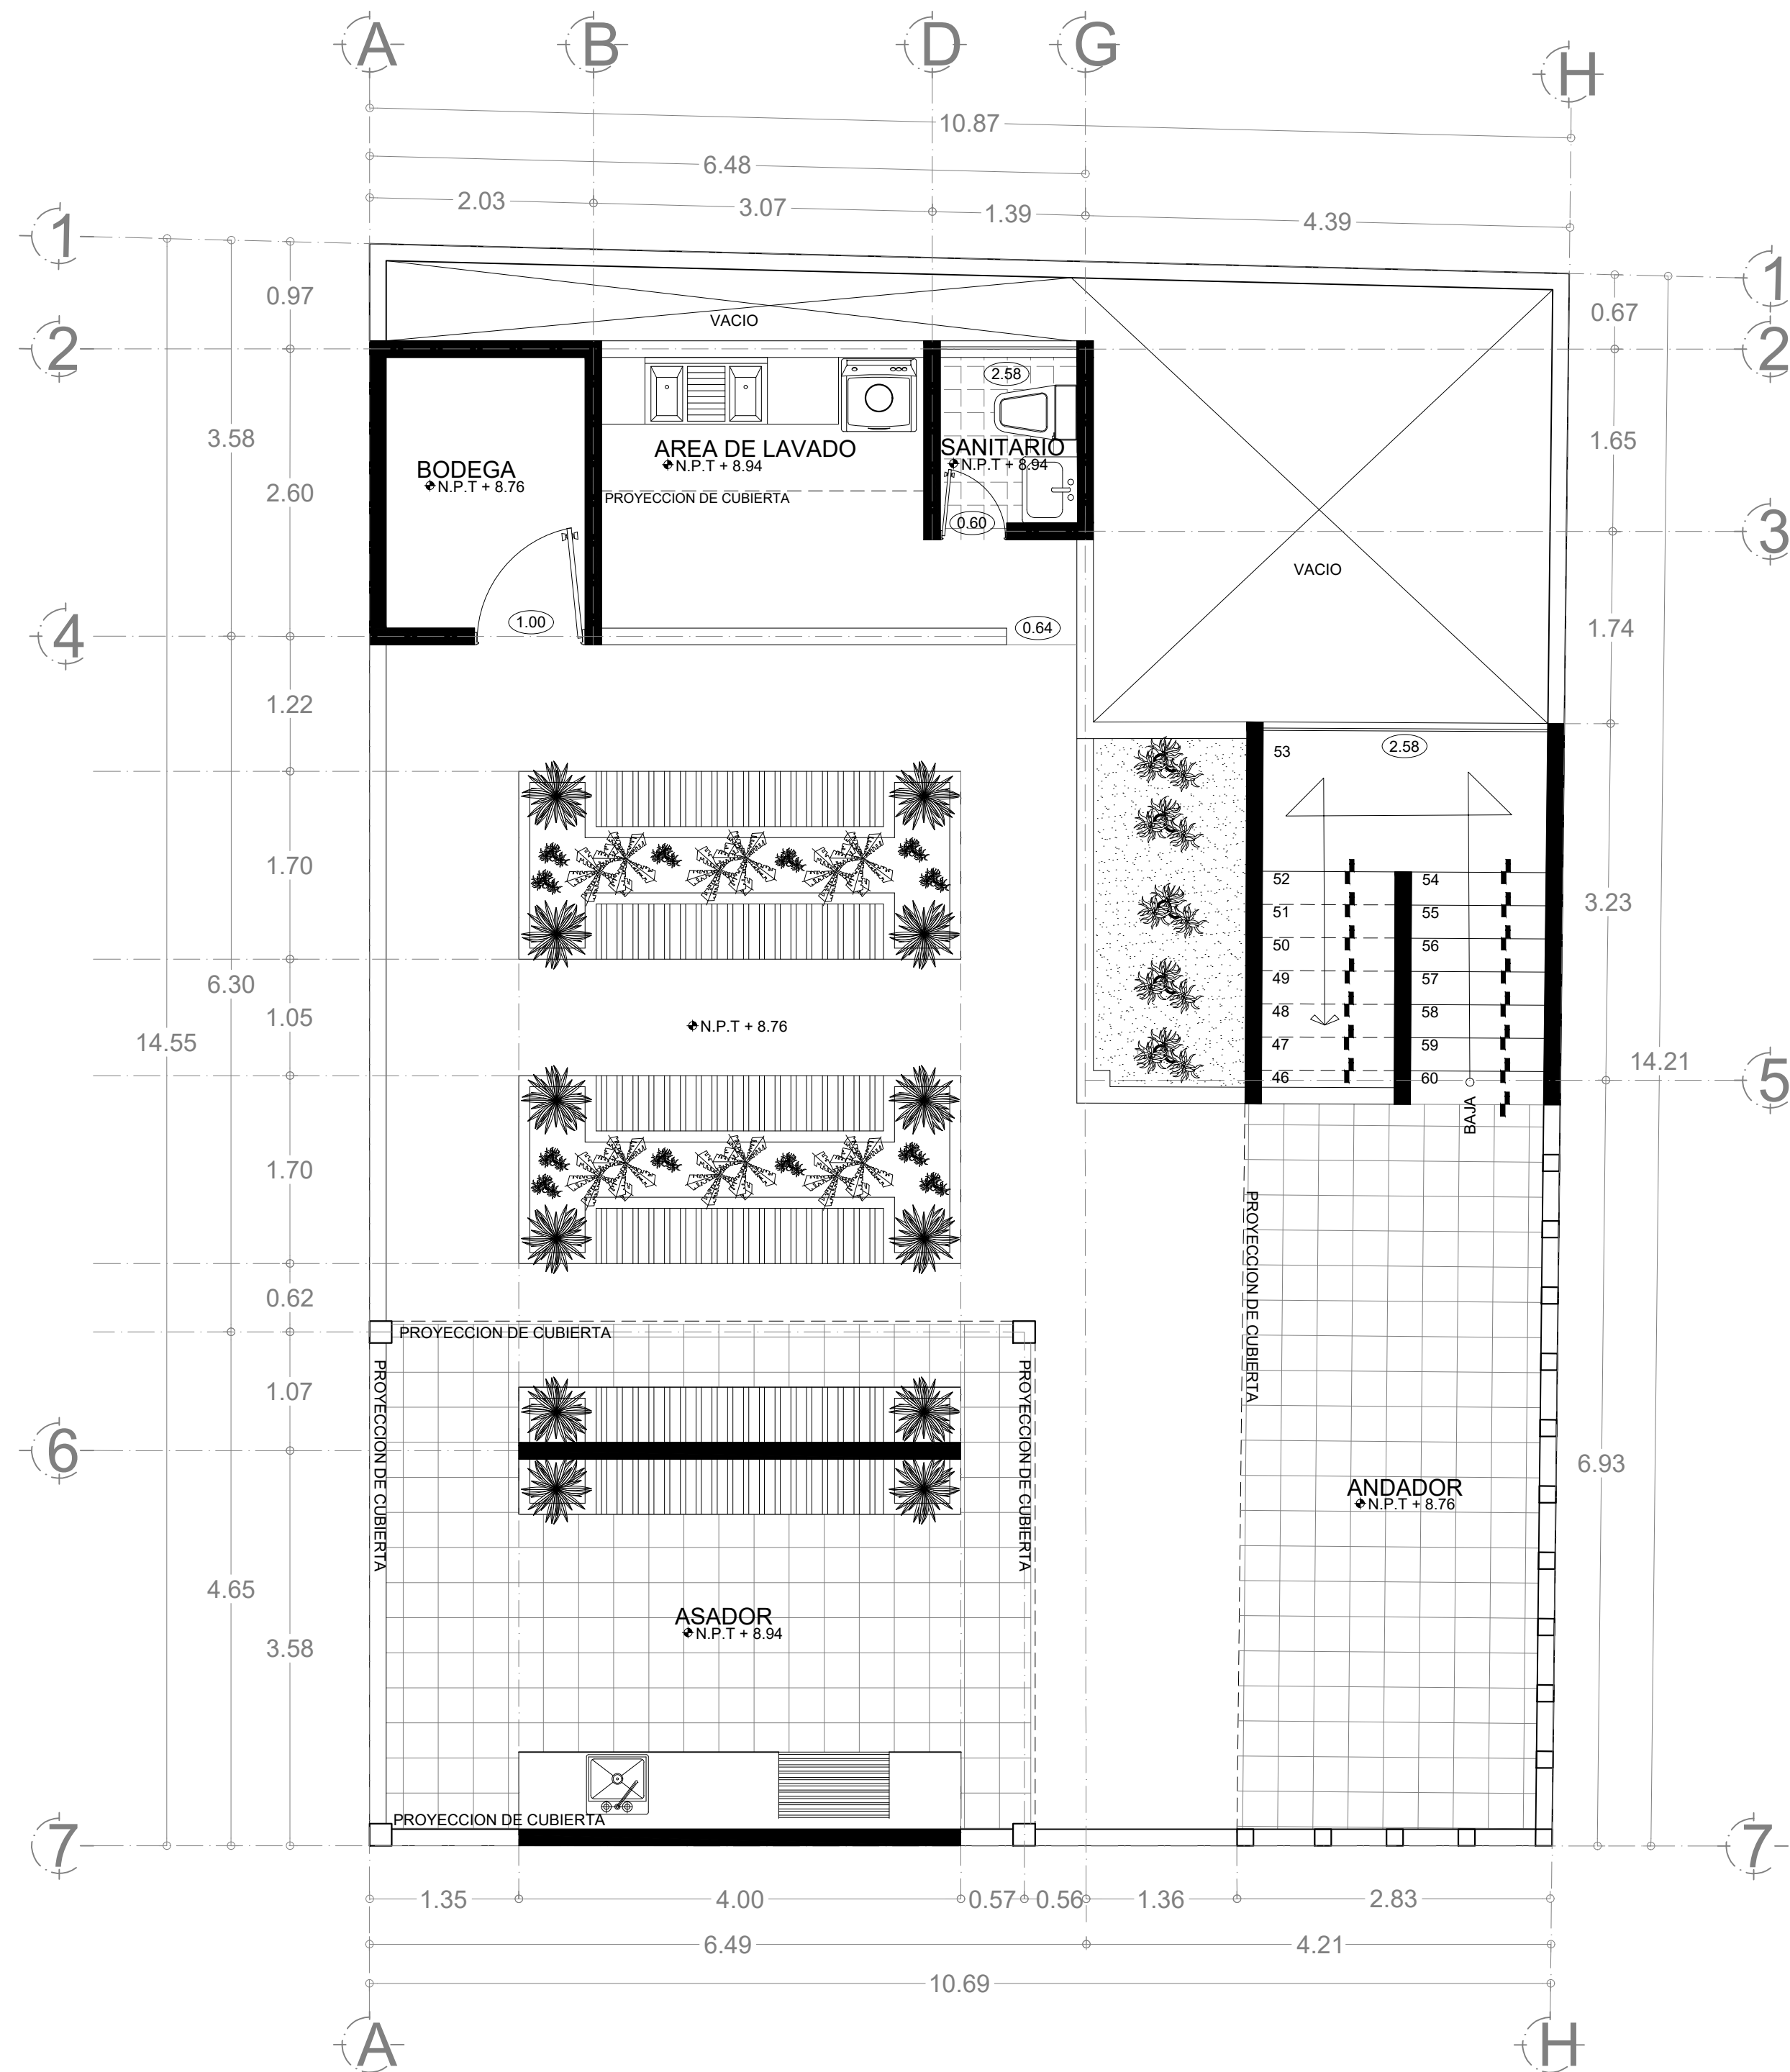 A
B
D
G
H
10.87
6.48
2.03
3.07
1.39
4.39
1
1
0.97
0.67
VACIO
2
2
2.58
3.58
1.65
AREA DE LAVADO
N.P.T + 8.94
SANITARIO
N.P.T + 8.94
BODEGA
N.P.T + 8.76
2.60
PROYECCION DE CUBIERTA
0.60
3
VACIO
1.00
0.64
4
1.74
1.22
53
2.58
1.70
52
54
51
55
3.23
50
56
49
57
6.30
48
58
1.05
N.P.T + 8.76
14.55
47
59
14.21
46
60
5
BAJA
1.70
PROYECCION DE CUBIERTA
0.62
PROYECCION DE CUBIERTA
PROYECCION DE CUBIERTA
PROYECCION DE CUBIERTA
1.07
6
6.93
ANDADOR
N.P.T + 8.76
4.65
ASADOR
N.P.T + 8.94
3.58
PROYECCION DE CUBIERTA
7
7
1.35
4.00
0.57
0.56
1.36
2.83
6.49
4.21
10.69
A
H